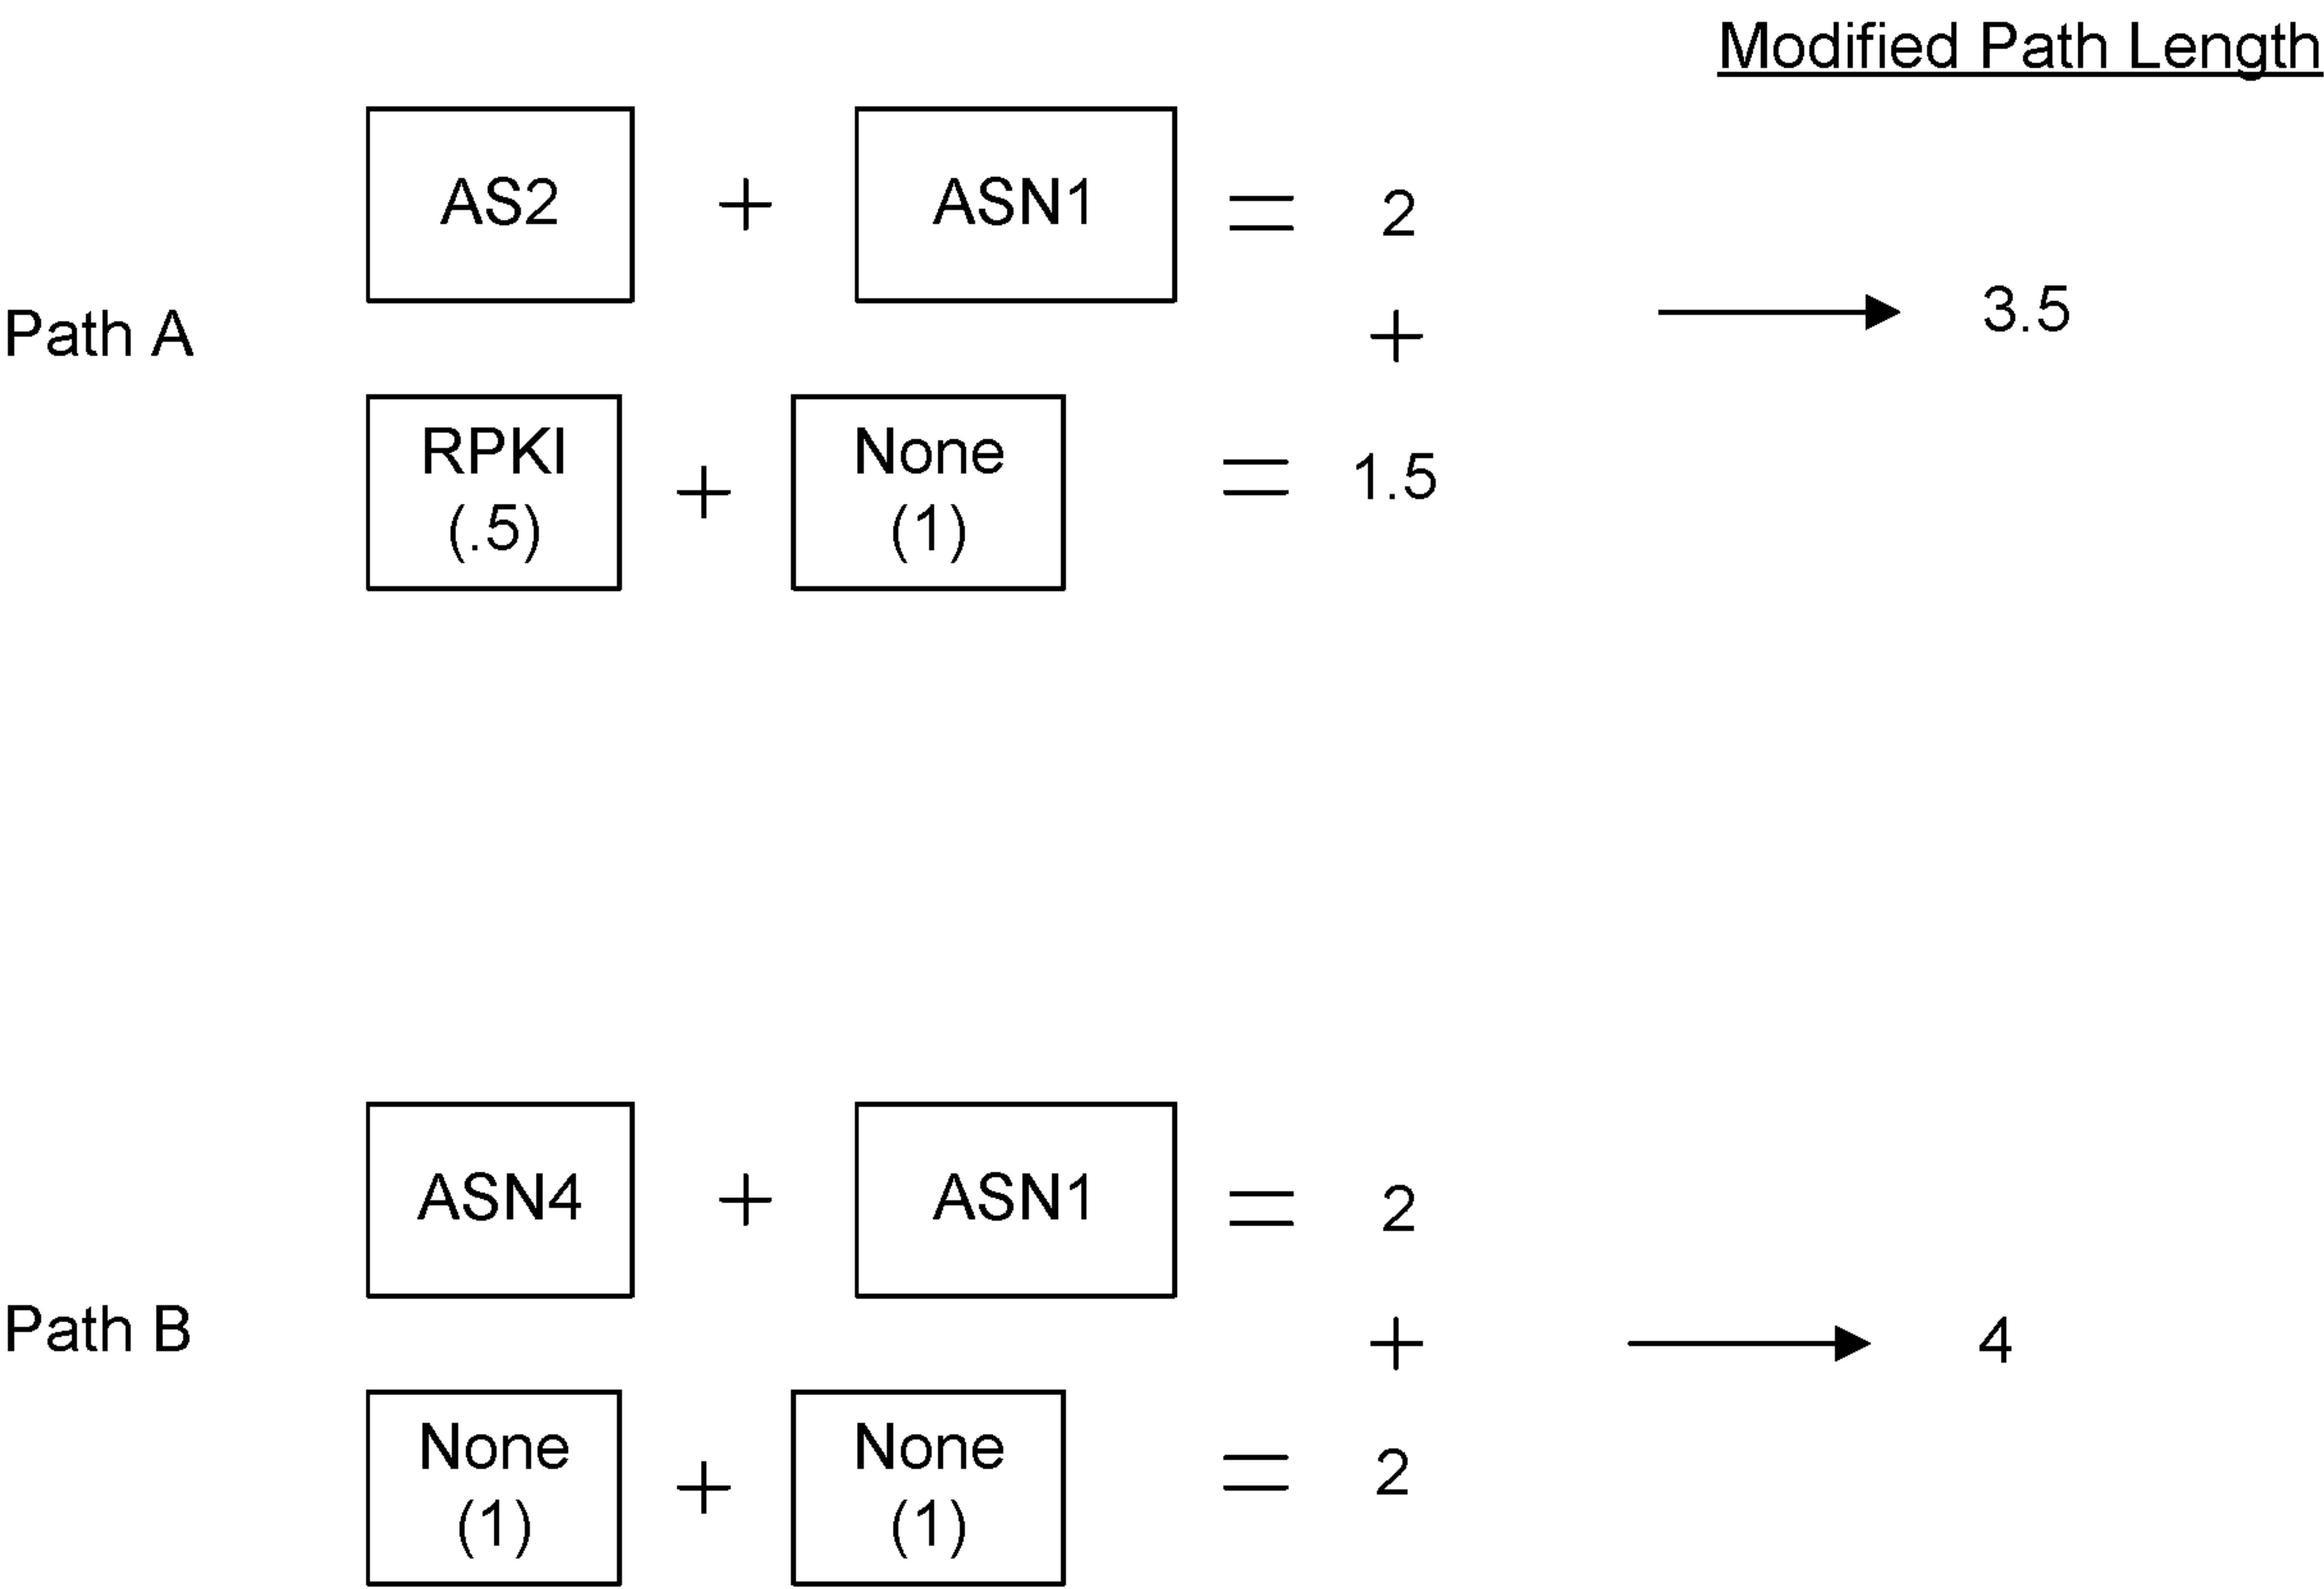 Modified Path Length
AS2 + ASN1 = 2
Path A + 3.5
RPKI (.5) + None (1) = 1.5
ASN4 + ASN1 = 2
Path B + 4
None (1) + None (1) = 2